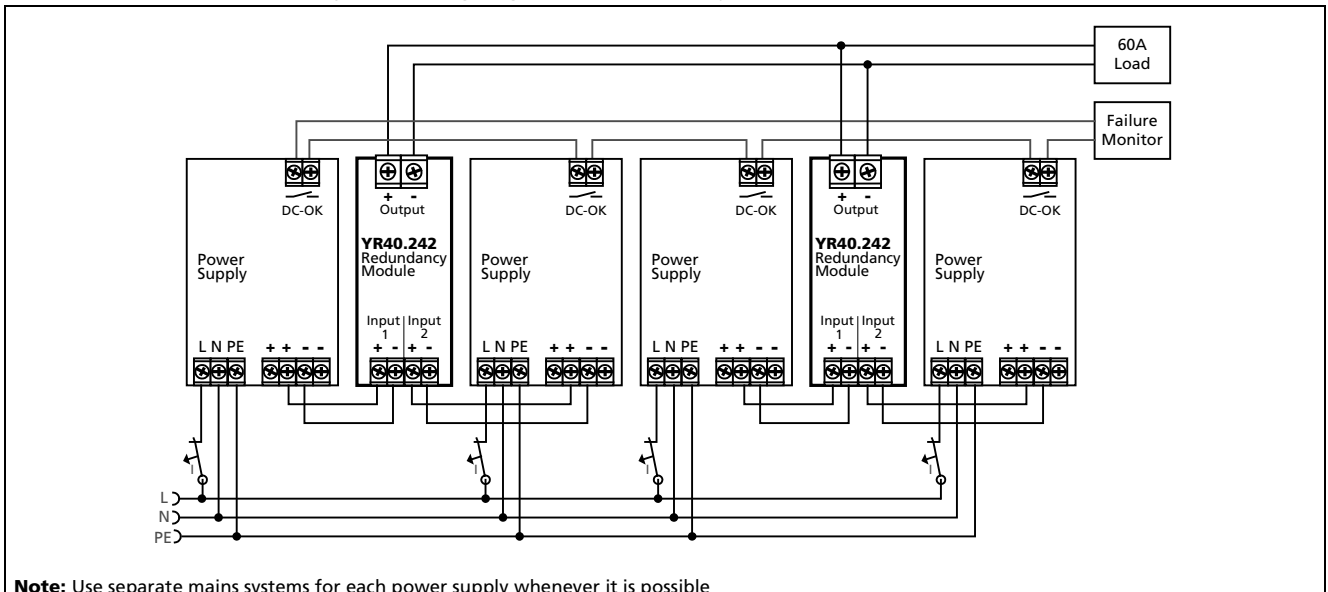 60A
Load
Failure
Monitor
+ -
Output
+ -
Output
DC-OK
DC-OK
DC-OK
DC-OK
YR40.242
Redundancy
Module
YR40.242
Redundancy
Module
Power
Supply
Power
Supply
Power
Supply
Power
Supply
Input Input
1 2
Input Input
1 2
L N PE + + - -
+ - + -
L N PE + + - -
L N PE + + - -
+ - + -
L N PE + + - -
I
I
I
I
L
N
PE
Note: Use separate mains systems for each power supply whenever it is possible